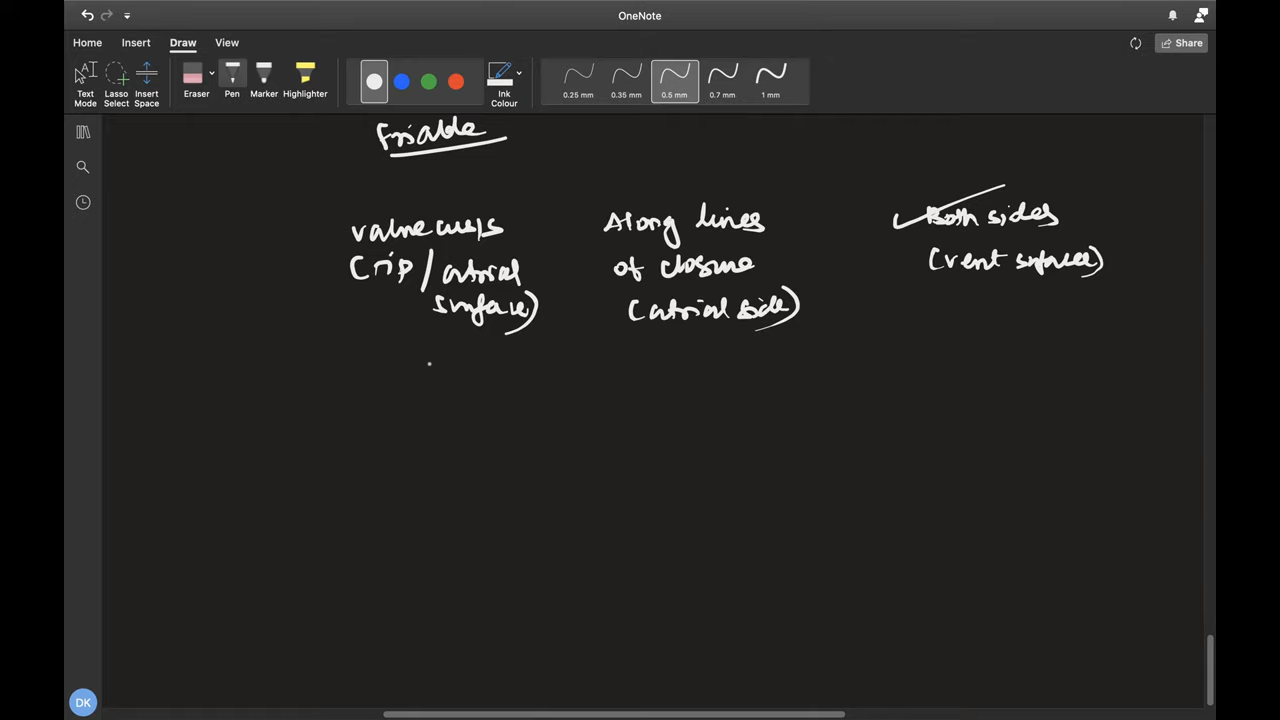 OneNote
Home Insert Draw View
Share
Text Mode
Lasso Select
Insert Space
Eraser
Pen
Marker
Highlighter
Ink Colour
0.25 mm
0.35 mm
0.5 mm
0.7 mm
1 mm
Friable
valve cusps
(Tip/atrial
surface)
Along lines
of closure
(atrial side)
Both sides
(vent surface)
DK